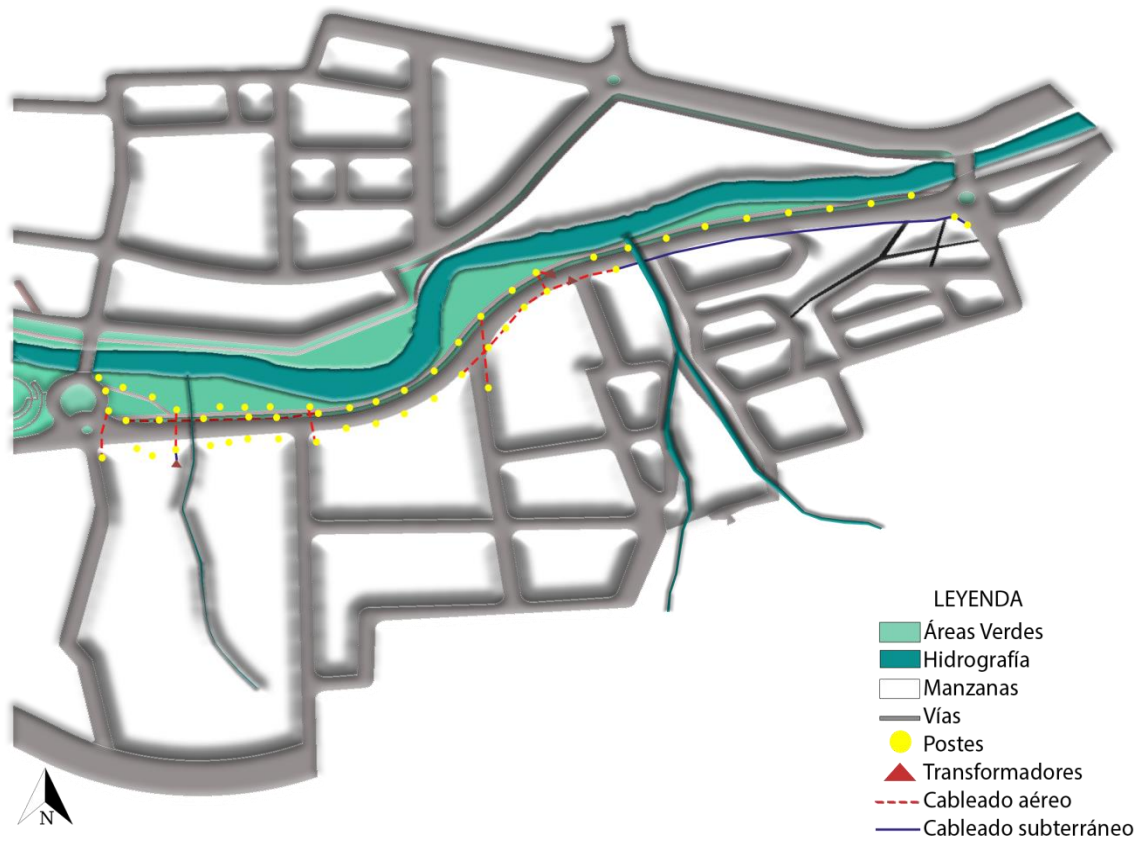 LEYENDA
Áreas Verdes
Hidrografía
Manzanas
Vías
Postes
Transformadores
Cableado aéreo
Cableado subterráneo
N